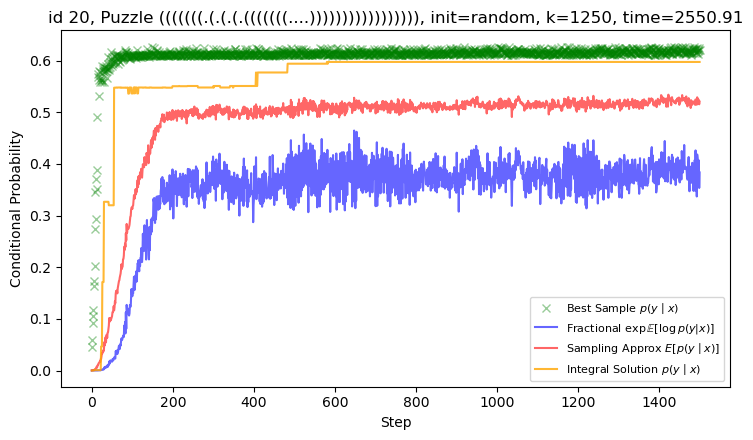 id 20, Puzzle (((((((.(.(.(.(((((((....)))))))))))))))))), init=random, k=1250, time=2550.91
Conditional Probability
0.6
0.5
0.4
0.3
0.2
0.1
0.0
Best Sample p(y | x)
Fractional exp 𝔼[log p(y|x)]
Sampling Approx E[p(y | x)]
Integral Solution p(y | x)
0 200 400 600 800 1000 1200 1400
Step